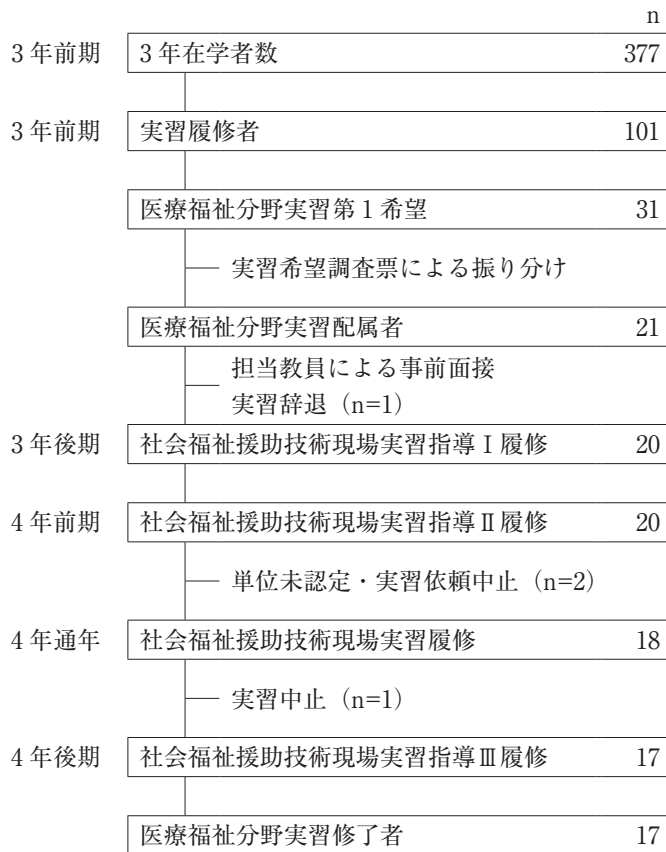 n
3年前期 3年在学者数 377
3年前期 実習履修者 101
医療福祉分野実習第1希望 31
実習希望調査票による振り分け
医療福祉分野実習配属者 21
担当教員による事前面接
実習辞退(n=1)
3年後期 社会福祉援助技術現場実習指導Ⅰ履修 20
4年前期 社会福祉援助技術現場実習指導Ⅱ履修 20
単位未認定・実習依頼中止(n=2)
4年通年 社会福祉援助技術現場実習履修 18
実習中止(n=1)
4年後期 社会福祉援助技術現場実習指導Ⅲ履修 17
医療福祉分野実習修了者 17